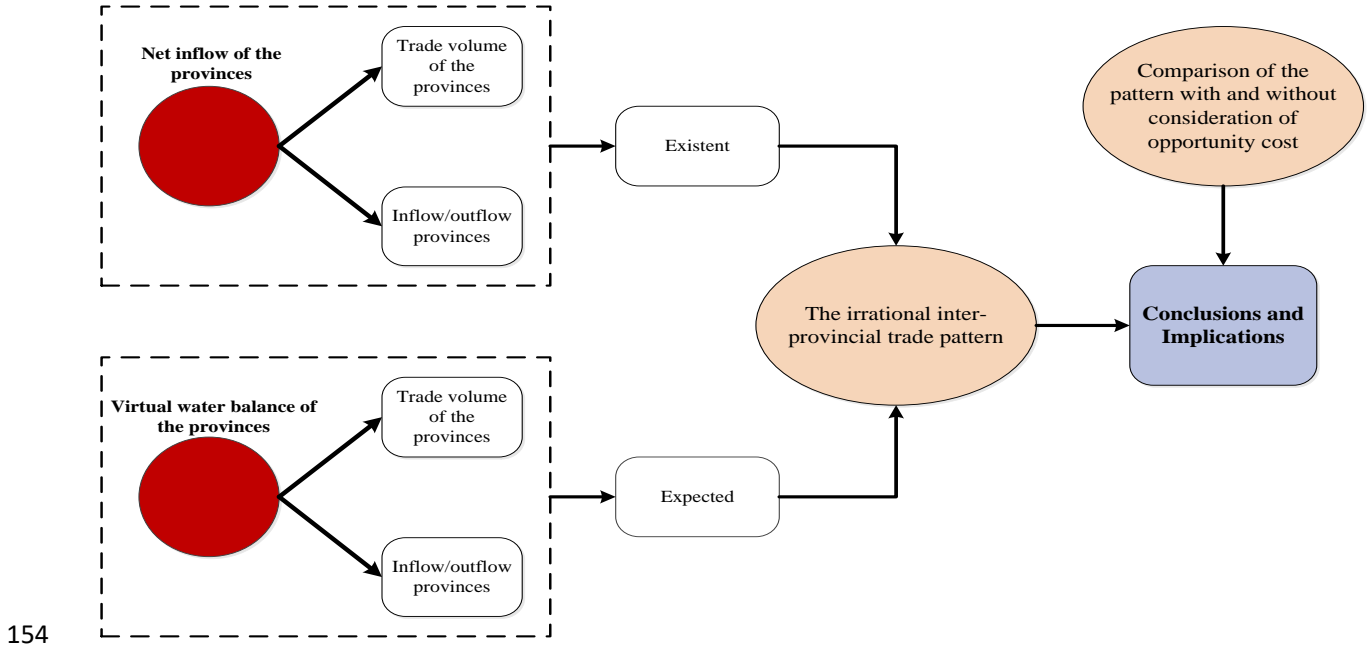 Net inflow of the
provinces
Trade volume
of the
provinces
Inflow/outflow
provinces
Existent
Comparison of the
pattern with and without
consideration of
opportunity cost
The irrational inter-
provincial trade pattern
Conclusions and
Implications
Virtual water balance of
the provinces
Trade volume
of the
provinces
Inflow/outflow
provinces
Expected
154